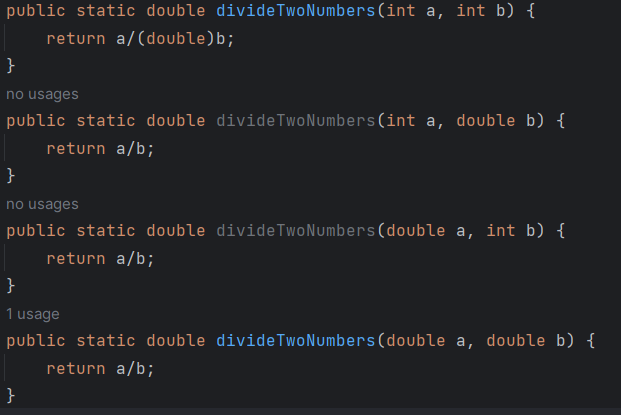 public static double divideTwoNumbers(int a, int b) {
    return a/(double)b;
}
no usages
public static double divideTwoNumbers(int a, double b) {
    return a/b;
}
no usages
public static double divideTwoNumbers(double a, int b) {
    return a/b;
}
1 usage
public static double divideTwoNumbers(double a, double b) {
    return a/b;
}